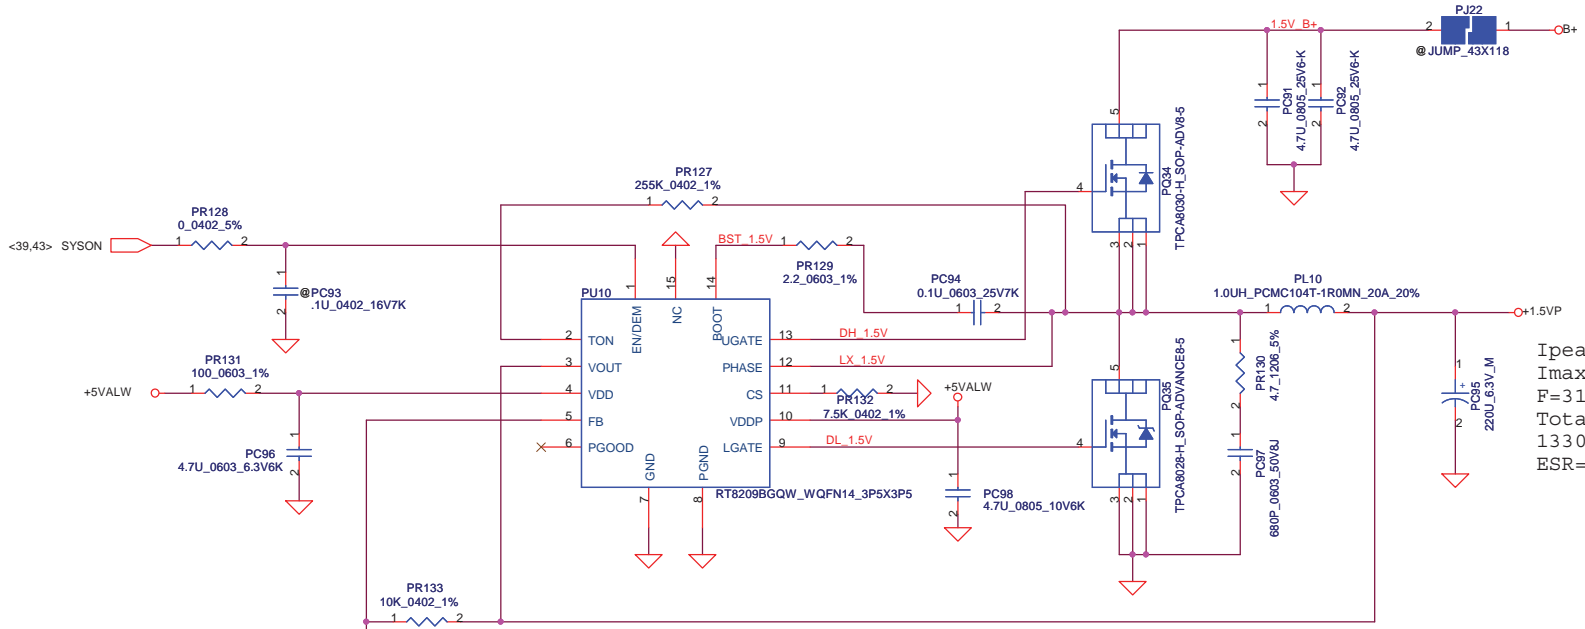 PJ22
2
1
B+
@
JUMP_43X118
1.5V_B+
1
PC91
2
4.7U_0805_25V6-K
1
PC92
2
4.7U_0805_25V6-K
5
4
PQ34
TPCA8030-H_SOP-ADV8-5
3
2
1
PR127
255K_0402_1%
1
2
PR128
0_0402_5%
<39,43> SYSON
1
2
BST_1.5V
1
2
PR129
2.2_0603_1%
1
@PC93
.1U_0402_16V7K
2
PC94
0.1U_0603_25V7K
1
2
PL10
1.0UH_PCMC104T-1R0MN_20A_20%
1
2
+1.5VP
PU10
1
15
14
EN/DEM
NC
BOOT
2
TON
UGATE
13
DH_1.5V
3
VOUT
PHASE
12
LX_1.5V
4
VDD
CS
11
1
2
PR132
7.5K_0402_1%
5
FB
VDDP
10
+5VALW
6
PGOOD
LGATE
9
DL_1.5V
GND
PGND
7
8
RT8209BGQW_WQFN14_3P5X3P5
PR131
100_0603_1%
+5VALW
1
2
1
PC96
4.7U_0603_6.3V6K
2
1
PC98
4.7U_0805_10V6K
2
5
4
PQ35
TPCA8028-H_SOP-ADVANCE8-5
3
2
1
1
PR130
4.7_1206_5%
2
1
PC97
680P_0603_50V8J
2
1
+
PC95
220U_6.3V_M
2
Ipea
Imax
F=31
Tota
1330
ESR=
PR133
10K_0402_1%
1
2